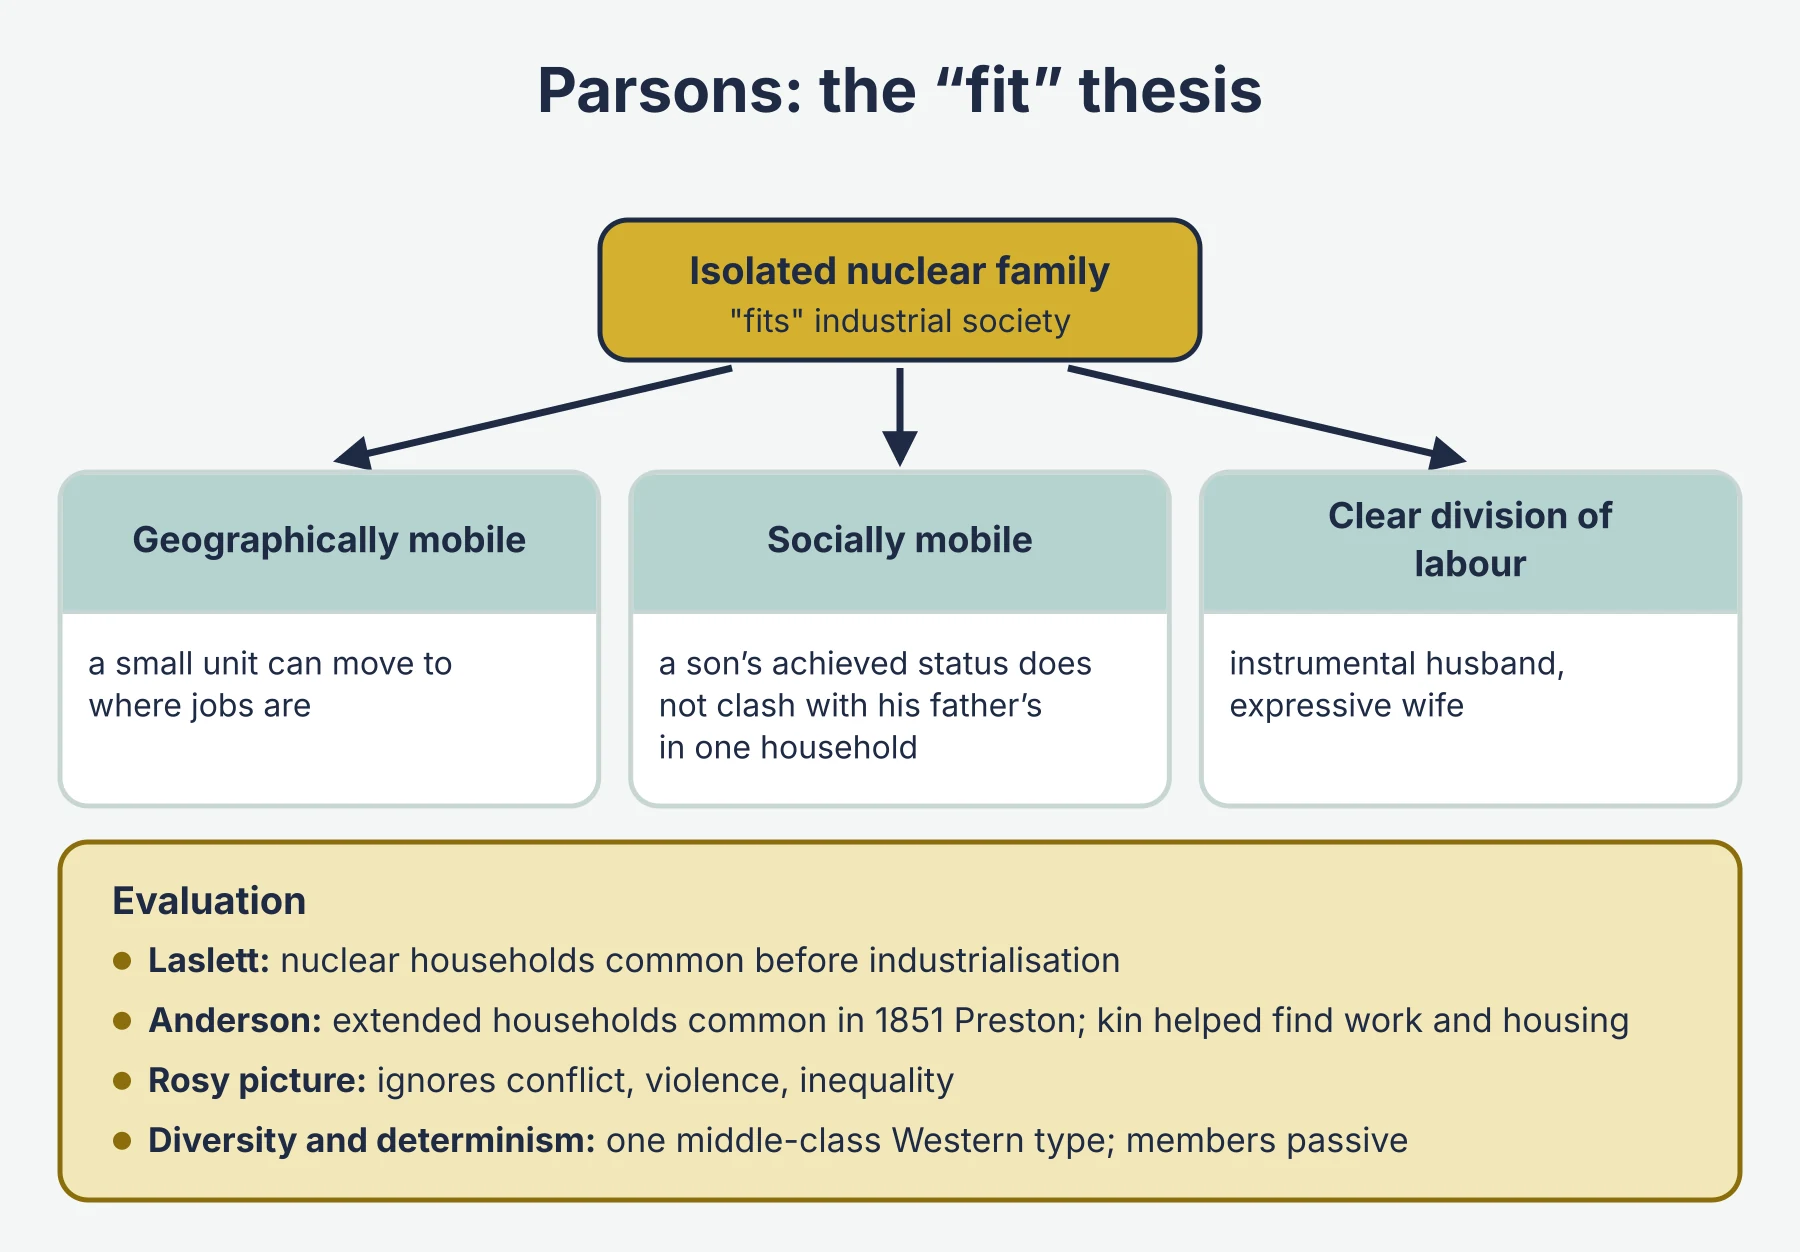 Parsons: the “fit” thesis
Isolated nuclear family
"fits" industrial society
Geographically mobile
a small unit can move to
where jobs are
Socially mobile
a son’s achieved status does
not clash with his father’s
in one household
Clear division of
labour
instrumental husband,
expressive wife
Evaluation
Laslett: nuclear households common before industrialisation
Anderson: extended households common in 1851 Preston; kin helped find work and housing
Rosy picture: ignores conflict, violence, inequality
Diversity and determinism: one middle-class Western type; members passive